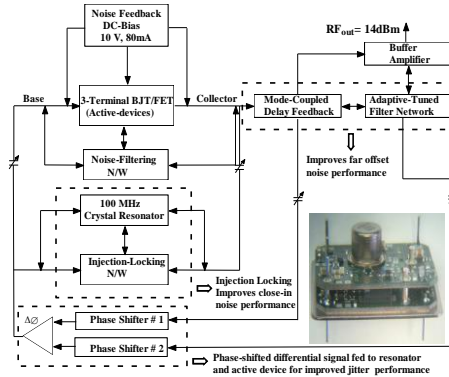 Noise Feedback
DC-Bias
10 V, 80mA
RFout= 14dBm
Buffer
Amplifier
Base
3-Terminal BJT/FET
(Active-devices)
Collector
Mode-Coupled
Delay Feedback
Adaptive-Tuned
Filter Network
Noise-Filtering
N/W
Improves far offset
noise performance
100 MHz
Crystal Resonator
Injection-Locking
N/W
Injection Locking
Improves close-in
noise performance
ΔØ
Phase Shifter # 1
Phase Shifter # 2
Phase-shifted differential signal fed to resonator
and active device for improved jitter performance